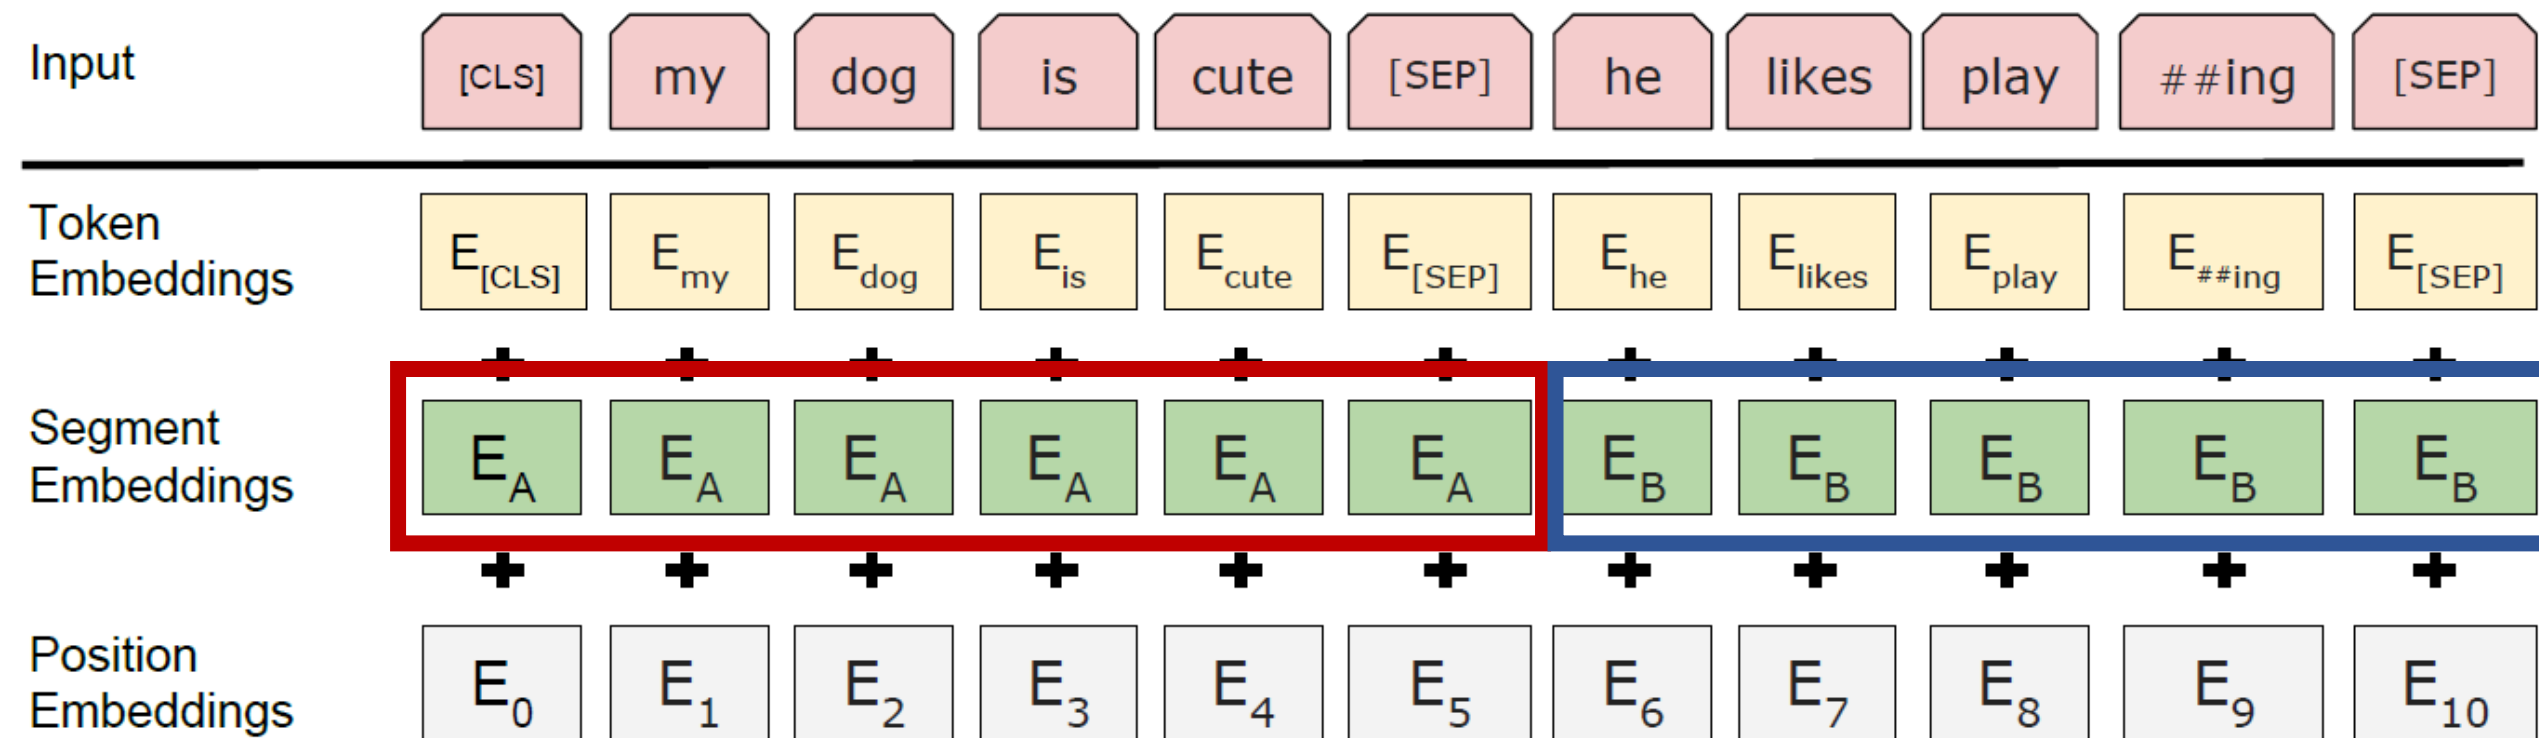 Input [CLS] my dog is cute [SEP] he likes play ##ing [SEP]
Token
Embeddings E[CLS] Emy Edog Eis Ecute E[SEP] Ehe Elikes Eplay E##ing E[SEP]
Segment
Embeddings EA EA EA EA EA EA EB EB EB EB EB
Position
Embeddings E0 E1 E2 E3 E4 E5 E6 E7 E8 E9 E10